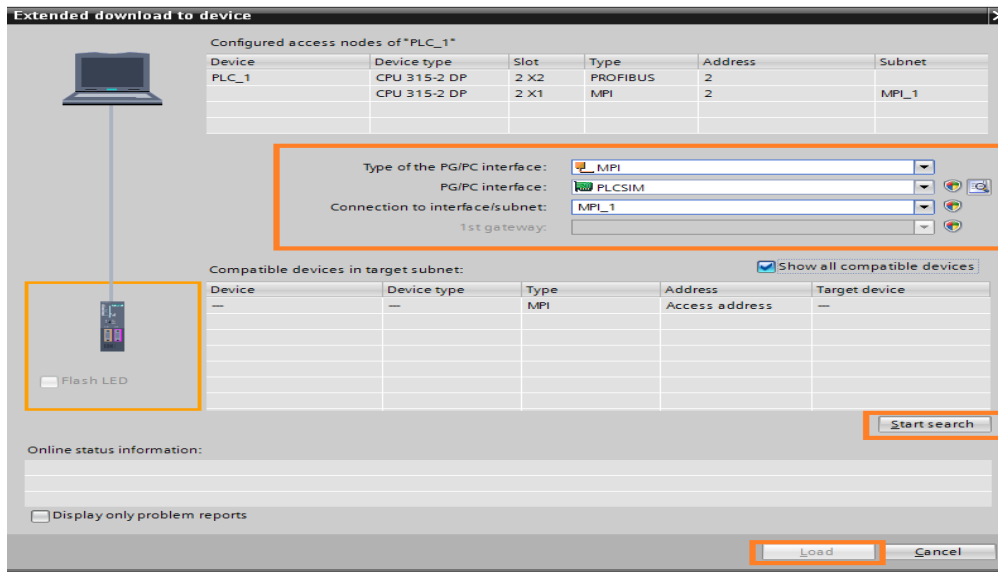 Extended download to device
Configured access nodes of "PLC_1"
Device Device type Slot Type Address Subnet
PLC_1 CPU 315-2 DP 2 X2 PROFIBUS 2
CPU 315-2 DP 2 X1 MPI 2 MPI_1
Type of the PG/PC interface: MPI
PG/PC interface: PLCSIM
Connection to interface/subnet: MPI_1
1st gateway:
Compatible devices in target subnet: Show all compatible devices
Device Device type Type Address Target device
— — MPI Access address —
Flash LED
Start search
Online status information:
Display only problem reports
Load Cancel